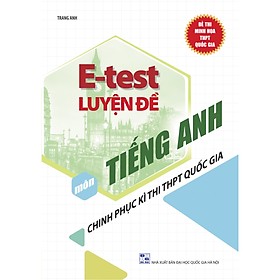 TRANG ANH
ĐỀ THI
MINH HỌA
THPT
QUỐC GIA
E-test
LUYỆN ĐỀ
môn
TIẾNG ANH
CHINH PHỤC KÌ THI THPT QUỐC GIA
NHÀ XUẤT BẢN ĐẠI HỌC QUỐC GIA HÀ NỘI